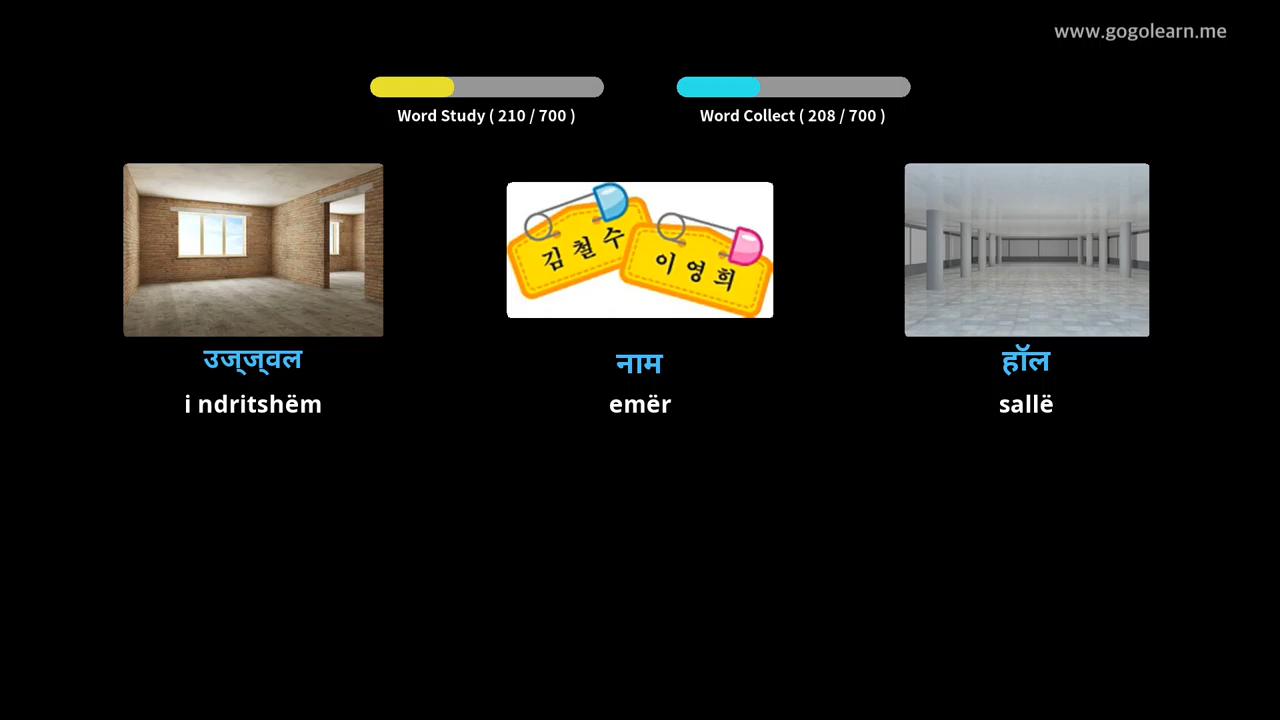 www.gogolearn.me
Word Study ( 210 / 700 )
Word Collect ( 208 / 700 )
김철수
이영희
उज्ज्वल
नाम
हॉल
i ndritshëm
emër
sallë